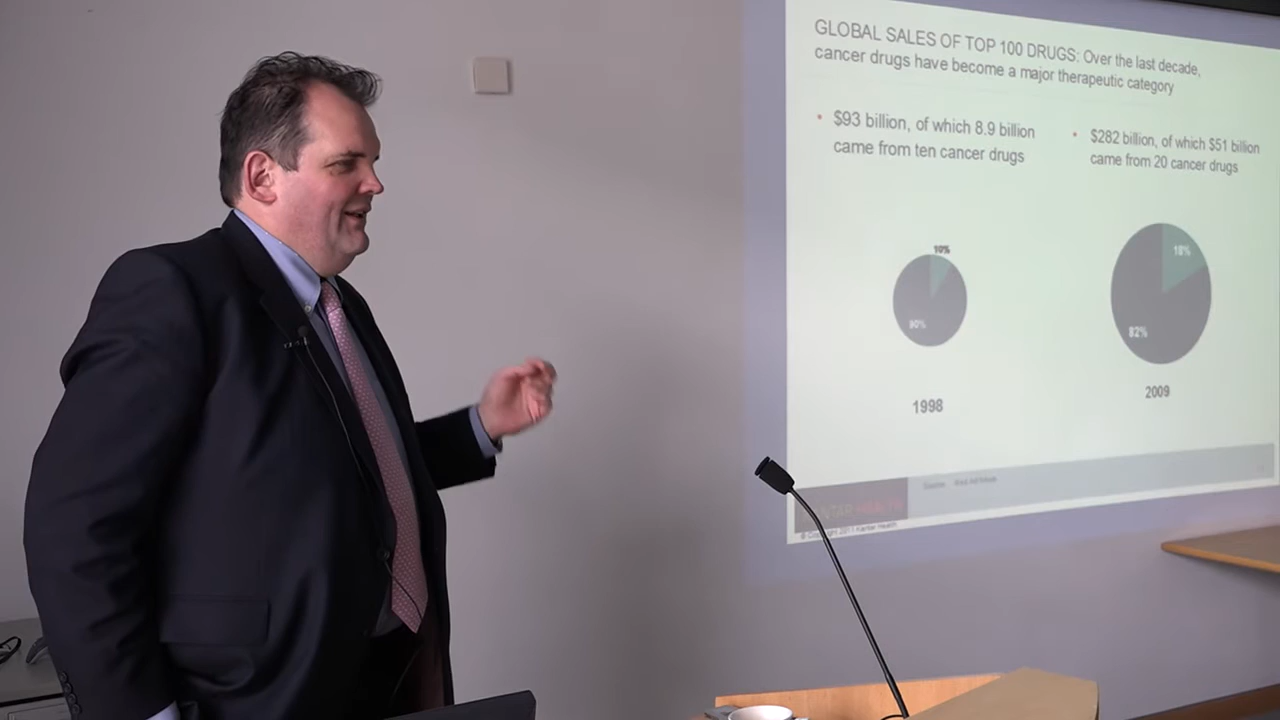 GLOBAL SALES OF TOP 100 DRUGS: Over the last decade,
cancer drugs have become a major therapeutic category
• $93 billion, of which 8.9 billion
came from ten cancer drugs
• $282 billion, of which $51 billion
came from 20 cancer drugs
10%
90%
1998
18%
82%
2009
Kantar Health